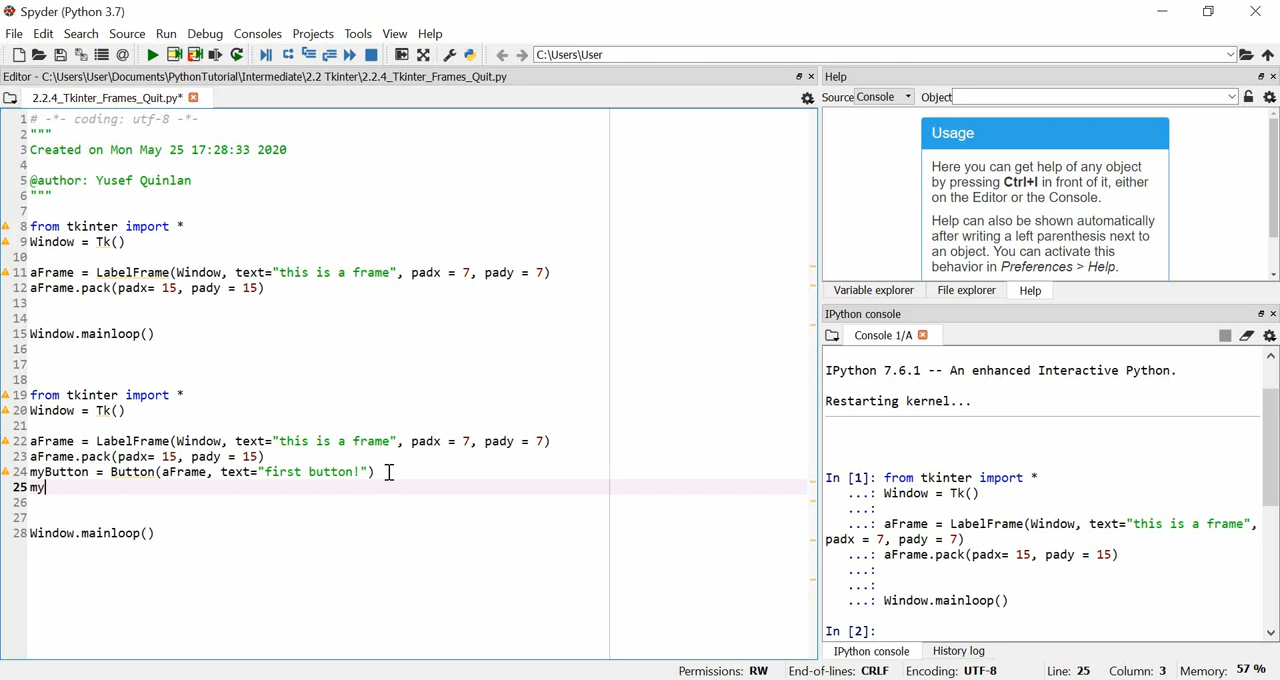 Spyder (Python 3.7)
File Edit Search Source Run Debug Consoles Projects Tools View Help
C:\Users\User
Editor - C:\Users\User\Documents\PythonTutorial\Intermediate\2.2 Tkinter\2.2.4_Tkinter_Frames_Quit.py
2.2.4_Tkinter_Frames_Quit.py*
1 # -*- coding: utf-8 -*-
2 """
3 Created on Mon May 25 17:28:33 2020
4
5 @author: Yusef Quinlan
6 """
7
8 from tkinter import *
9 Window = Tk()
10
11 aFrame = LabelFrame(Window, text="this is a frame", padx = 7, pady = 7)
12 aFrame.pack(padx= 15, pady = 15)
13
14
15 Window.mainloop()
16
17
18
19 from tkinter import *
20 Window = Tk()
21
22 aFrame = LabelFrame(Window, text="this is a frame", padx = 7, pady = 7)
23 aFrame.pack(padx= 15, pady = 15)
24 myButton = Button(aFrame, text="first button!")
25 my
26
27
28 Window.mainloop()
Help
Source Console Object
Usage
Here you can get help of any object
by pressing Ctrl+I in front of it, either
on the Editor or the Console.
Help can also be shown automatically
after writing a left parenthesis next to
an object. You can activate this
behavior in Preferences > Help.
Variable explorer File explorer Help
IPython console
Console 1/A
IPython 7.6.1 -- An enhanced Interactive Python.
Restarting kernel...
In [1]: from tkinter import *
...: Window = Tk()
...:
...: aFrame = LabelFrame(Window, text="this is a frame",
padx = 7, pady = 7)
...: aFrame.pack(padx= 15, pady = 15)
...:
...:
...: Window.mainloop()
In [2]:
IPython console History log
Permissions: RW End-of-lines: CRLF Encoding: UTF-8 Line: 25 Column: 3 Memory: 57 %